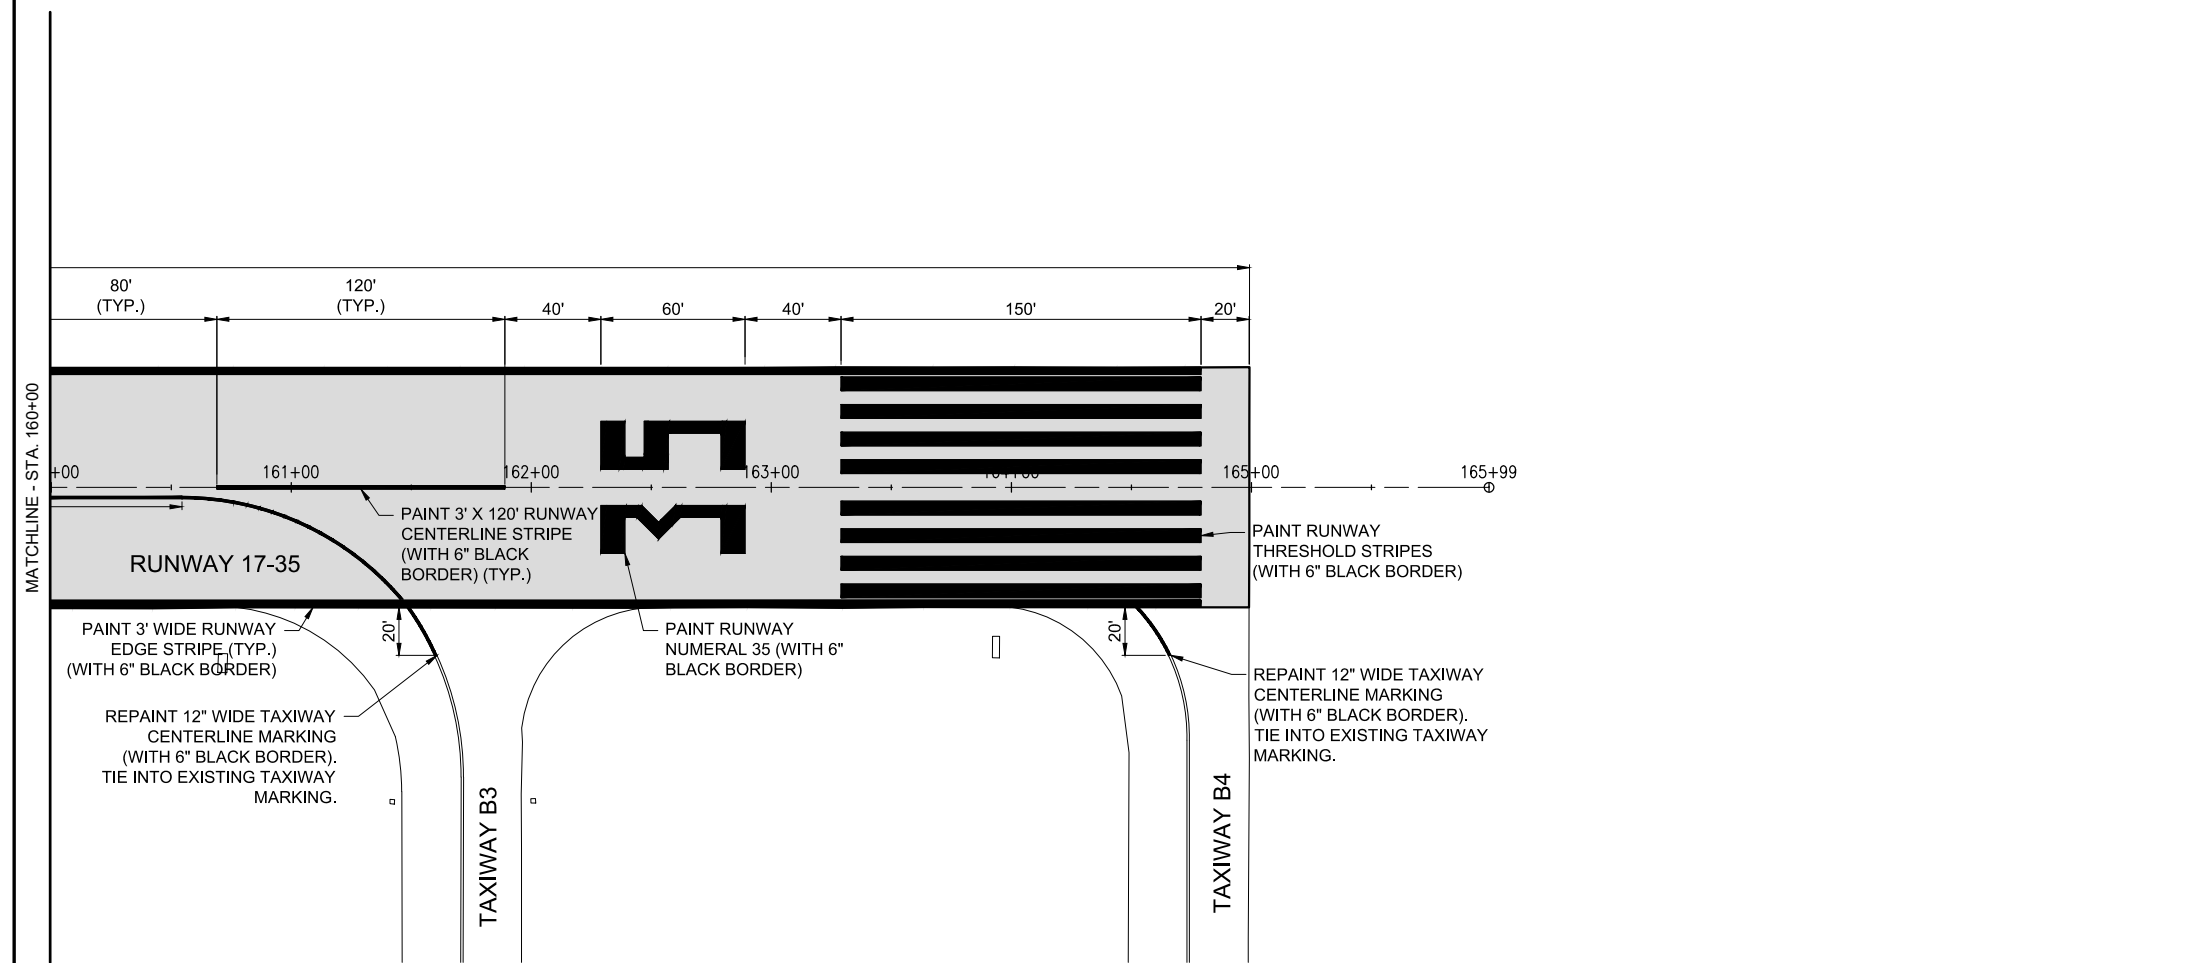 80'
(TYP.)
120'
(TYP.)
40'
60'
40'
150'
20'
MATCHLINE - STA. 160+00
+00
161+00
162+00
163+00
165+00
165+99
35
PAINT 3' X 120' RUNWAY
CENTERLINE STRIPE
(WITH 6" BLACK
BORDER) (TYP.)
RUNWAY 17-35
PAINT RUNWAY
THRESHOLD STRIPES
(WITH 6" BLACK BORDER)
PAINT 3' WIDE RUNWAY
EDGE STRIPE (TYP.)
(WITH 6" BLACK BORDER)
20'
PAINT RUNWAY
NUMERAL 35 (WITH 6"
BLACK BORDER)
20'
REPAINT 12" WIDE TAXIWAY
CENTERLINE MARKING
(WITH 6" BLACK BORDER).
TIE INTO EXISTING TAXIWAY
MARKING.
REPAINT 12" WIDE TAXIWAY
CENTERLINE MARKING
(WITH 6" BLACK BORDER).
TIE INTO EXISTING TAXIWAY
MARKING.
TAXIWAY B3
TAXIWAY B4